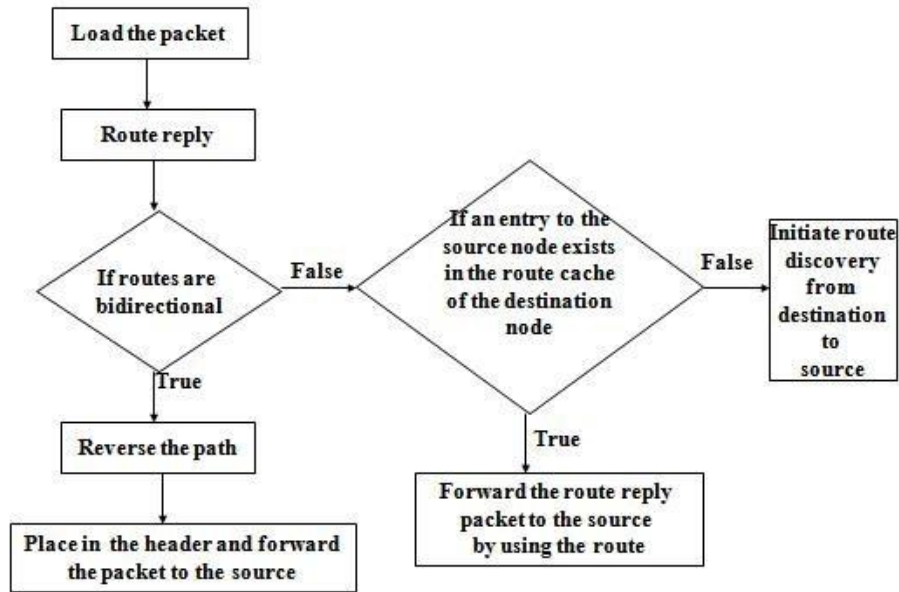 Load the packet
Route reply
If routes are
bidirectional
False
If an entry to the
source node exists
in the route cache
of the destination
node
False
Initiate route
discovery
from
destination
to
source
True
Reverse the path
Place in the header and forward
the packet to the source
True
Forward the route reply
packet to the source
by using the route